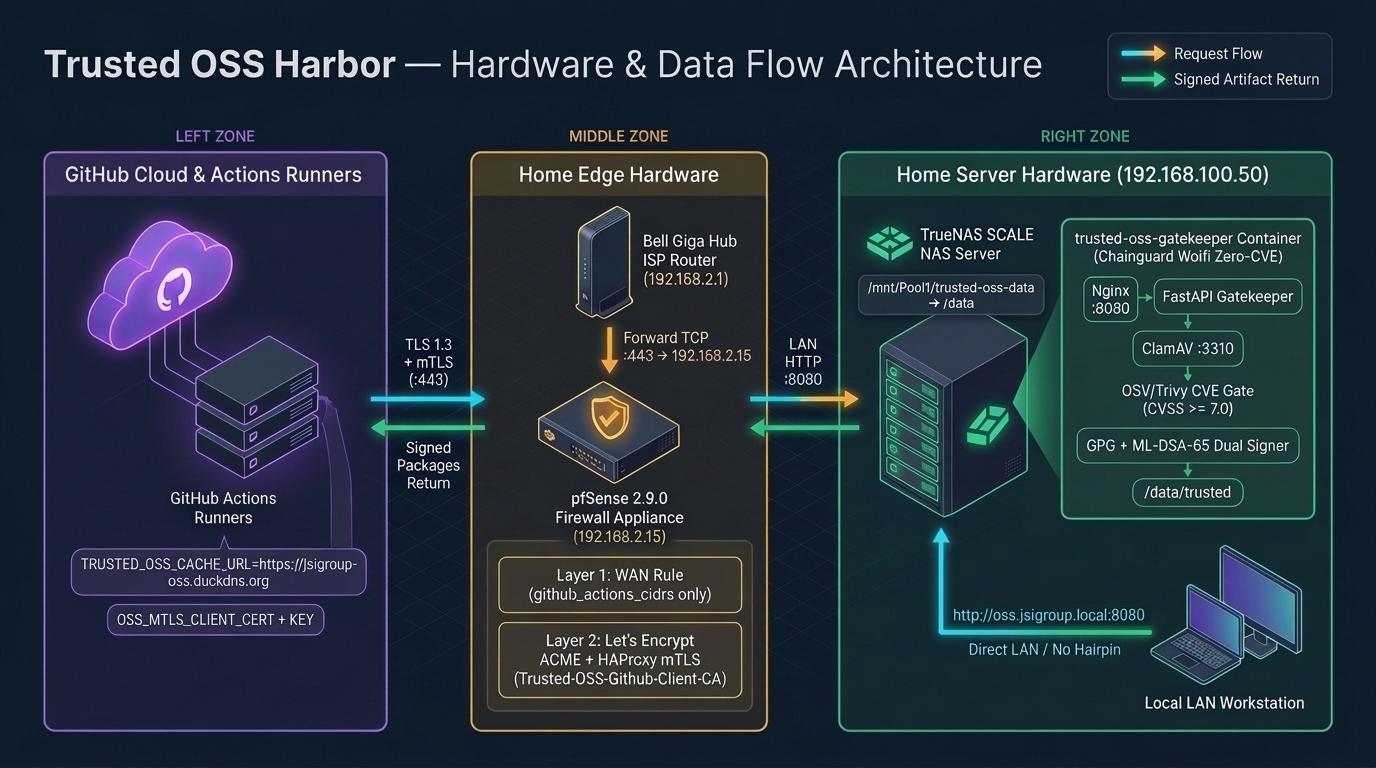 Trusted OSS Harbor — Hardware & Data Flow Architecture
Request Flow
Signed Artifact Return
LEFT ZONE
GitHub Cloud & Actions Runners
GitHub Actions
Runners
TRUSTED_OSS_CACHE_URL=https://jsigroup-
oss.duckdns.org
OSS_MTLS_CLIENT_CERT + KEY
TLS 1.3
+ mTLS
(:443)
Signed
Packages
Return
MIDDLE ZONE
Home Edge Hardware
Bell Giga Hub
ISP Router
(192.168.2.1)
Forward TCP
:443 → 192.168.2.15
pfSense 2.9.0
Firewall Appliance
(192.168.2.15)
Layer 1: WAN Rule
(github_actions_cidrs only)
Layer 2: Let's Encrypt
ACME + HAProxy mTLS
(Trusted-OSS-Github-Client-CA)
LAN
HTTP
:8080
RIGHT ZONE
Home Server Hardware (192.168.100.50)
TrueNAS SCALE
NAS Server
/mnt/Pool1/trusted-oss-data
→ /data
trusted-oss-gatekeeper Container
(Chainguard Woifi Zero-CVE)
Nginx
:8080
FastAPI Gatekeeper
ClamAV :3310
OSV/Trivy CVE Gate
(CVSS >= 7.0)
GPG + ML-DSA-65 Dual Signer
/data/trusted
http://oss.jsigroup.local:8080
Direct LAN / No Hairpin
Local LAN Workstation